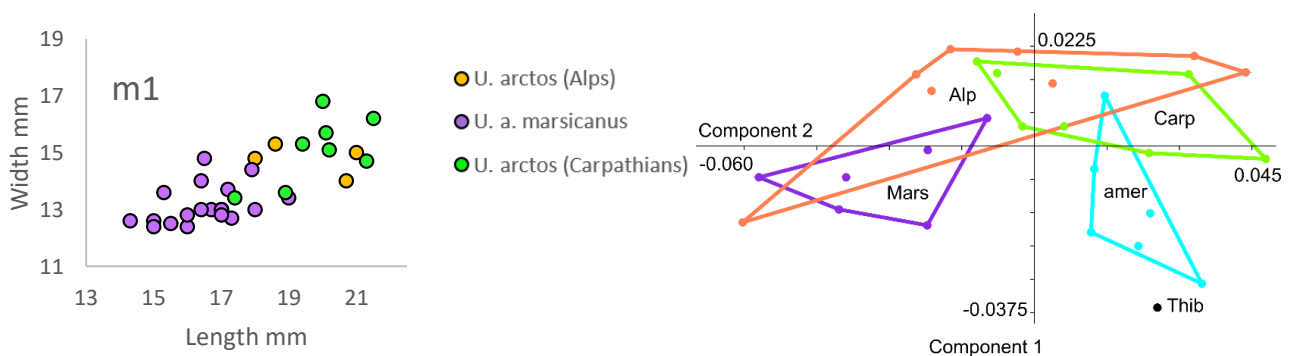 19
17
15
13
11
Width mm
m1
13 15 17 19 21
Length mm
U. arctos (Alps)
U. a. marsicanus
U. arctos (Carpathians)
0.0225
Alp
Carp
Component 2
-0.060
0.045
Mars
amer
-0.0375
Thib
Component 1